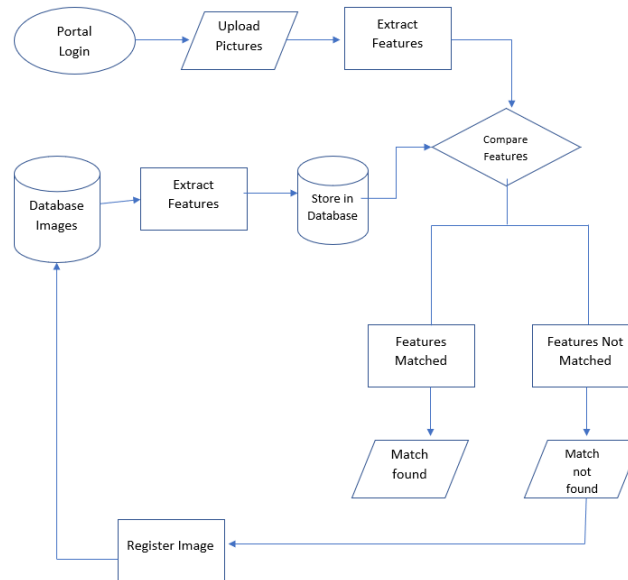 Portal
Login
Upload
Pictures
Extract
Features
Compare
Features
Database
Images
Extract
Features
Store in
Database
Features
Matched
Features Not
Matched
Match
found
Match
not
found
Register Image